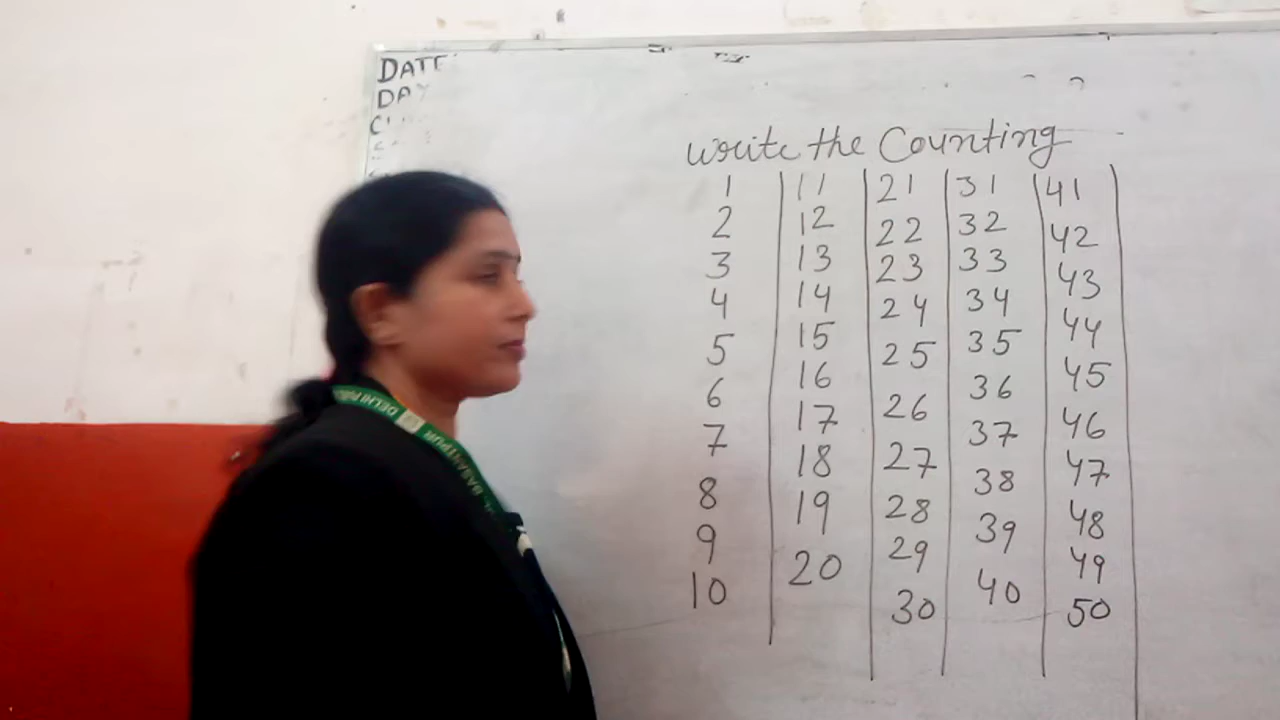 DATE
DAY
Write the Counting
1 11 21 31 41
2 12 22 32 42
3 13 23 33 43
4 14 24 34 44
5 15 25 35 45
6 16 26 36 46
7 17 27 37 47
8 18 28 38 48
9 19 29 39 49
10 20 30 40 50
DELHI
BASANTPUR